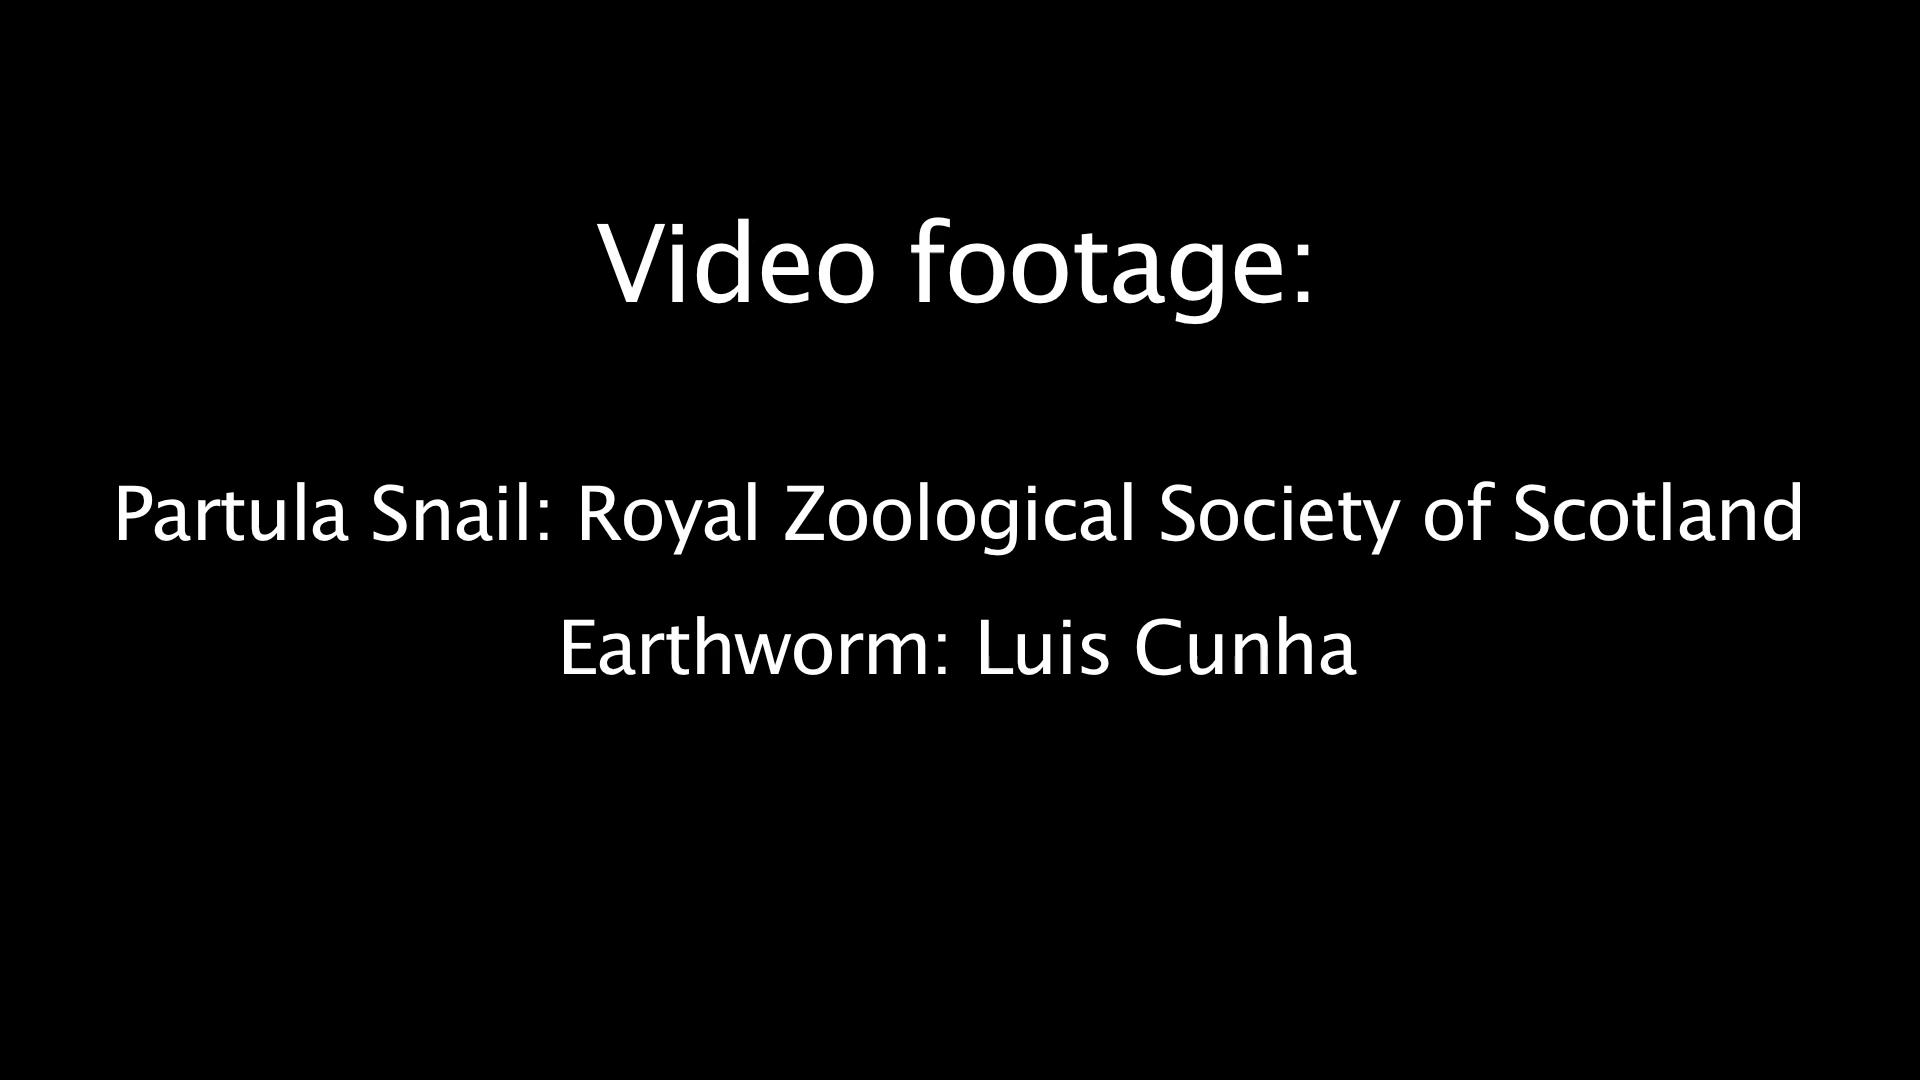 Video footage:
Partula Snail: Royal Zoological Society of Scotland
Earthworm: Luis Cunha